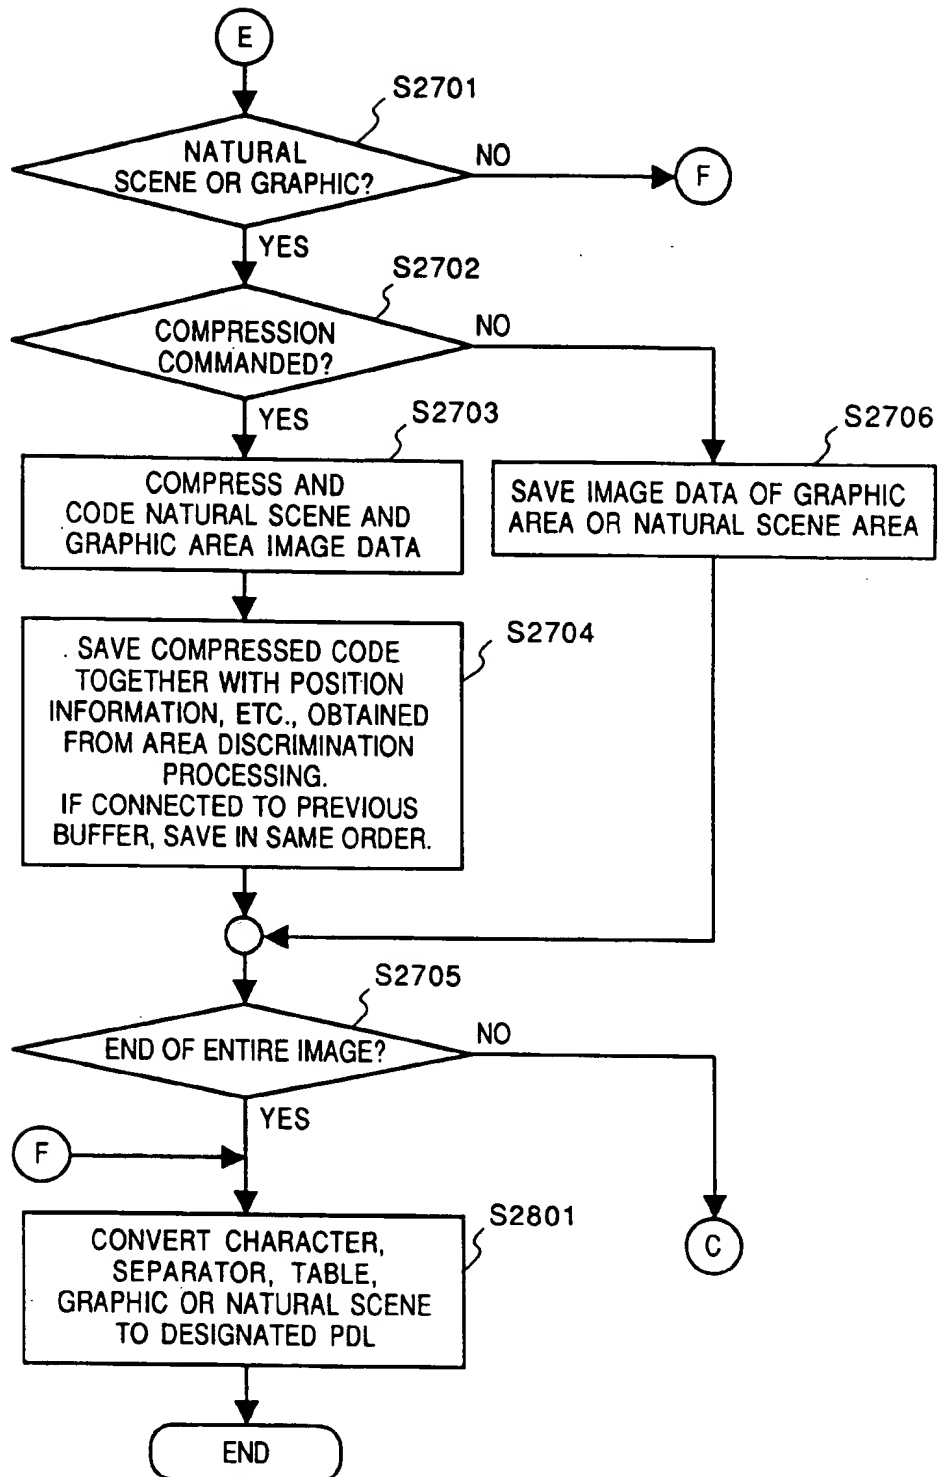 E
S2701
NATURAL
SCENE OR GRAPHIC?
NO
F
YES
S2702
COMPRESSION
COMMANDED?
NO
YES
S2703
COMPRESS AND
CODE NATURAL SCENE AND
GRAPHIC AREA IMAGE DATA
S2706
SAVE IMAGE DATA OF GRAPHIC
AREA OR NATURAL SCENE AREA
S2704
SAVE COMPRESSED CODE
TOGETHER WITH POSITION
INFORMATION, ETC., OBTAINED
FROM AREA DISCRIMINATION
PROCESSING.
IF CONNECTED TO PREVIOUS
BUFFER, SAVE IN SAME ORDER.
S2705
END OF ENTIRE IMAGE?
NO
YES
F
C
S2801
CONVERT CHARACTER,
SEPARATOR, TABLE,
GRAPHIC OR NATURAL SCENE
TO DESIGNATED PDL
END